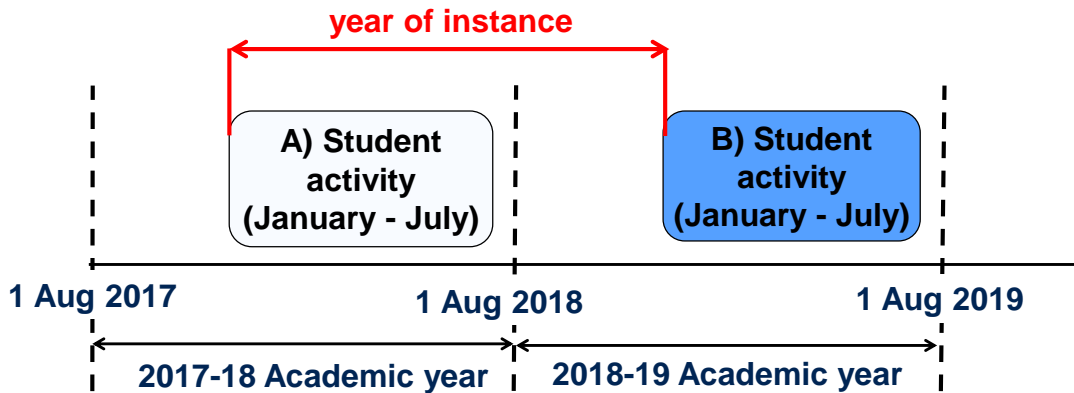 year of instance
A) Student
activity
(January - July)
B) Student
activity
(January - July)
1 Aug 2017
1 Aug 2018
1 Aug 2019
2017-18 Academic year
2018-19 Academic year